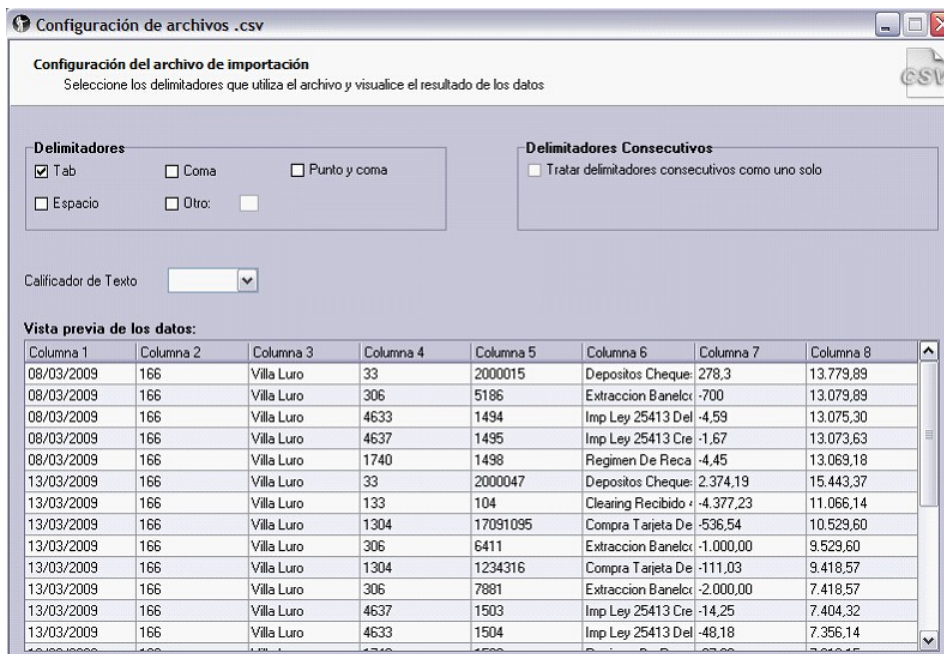 Configuración de archivos .csv
Configuración del archivo de importación
Seleccione los delimitadores que utiliza el archivo y visualice el resultado de los datos
CSV
Delimitadores
Tab Coma Punto y coma
Espacio Otro:
Delimitadores Consecutivos
Tratar delimitadores consecutivos como uno solo
Calificador de Texto
Vista previa de los datos:
Columna 1 Columna 2 Columna 3 Columna 4 Columna 5 Columna 6 Columna 7 Columna 8
08/03/2009 166 Villa Luro 33 2000015 Depositos Cheque: 278,3 13.779,89
08/03/2009 166 Villa Luro 306 5186 Extraccion Banelc -700 13.079,89
08/03/2009 166 Villa Luro 4633 1494 Imp Ley 25413 Del -4,59 13.075,30
08/03/2009 166 Villa Luro 4637 1495 Imp Ley 25413 Cre -1,67 13.073,63
08/03/2009 166 Villa Luro 1740 1498 Regimen De Reca -4,45 13.069,18
13/03/2009 166 Villa Luro 33 2000047 Depositos Cheque: 2.374,19 15.443,37
13/03/2009 166 Villa Luro 133 104 Clearing Recibido -4.377,23 11.066,14
13/03/2009 166 Villa Luro 1304 17091095 Compra Tarjeta De -536,54 10.529,60
13/03/2009 166 Villa Luro 306 6411 Extraccion Banelc -1.000,00 9.529,60
13/03/2009 166 Villa Luro 1304 1234316 Compra Tarjeta De -111,03 9.418,57
13/03/2009 166 Villa Luro 306 7881 Extraccion Banelc -2.000,00 7.418,57
13/03/2009 166 Villa Luro 4637 1503 Imp Ley 25413 Cre -14,25 7.404,32
13/03/2009 166 Villa Luro 4633 1504 Imp Ley 25413 Del -48,18 7.356,14